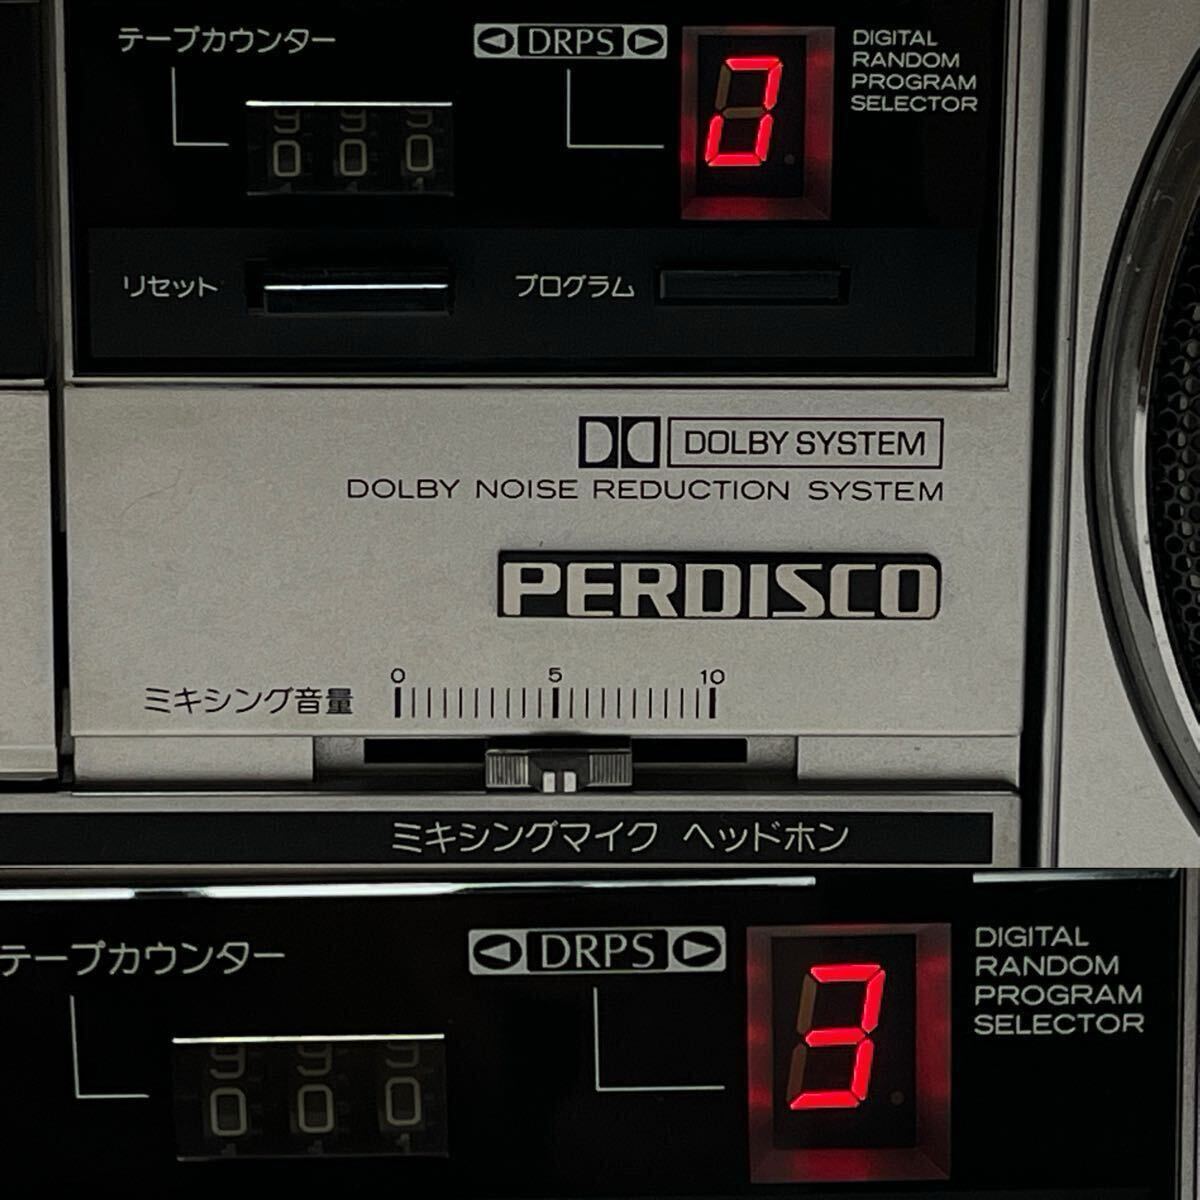 テープカウンター
DRPS
DIGITAL
RANDOM
PROGRAM
SELECTOR
000
リセット
プログラム
DOLBY SYSTEM
DOLBY NOISE REDUCTION SYSTEM
PERDISCO
0 5 10
ミキシング音量
ミキシングマイク ヘッドホン
テープカウンター
DRPS
3
DIGITAL
RANDOM
PROGRAM
SELECTOR
000